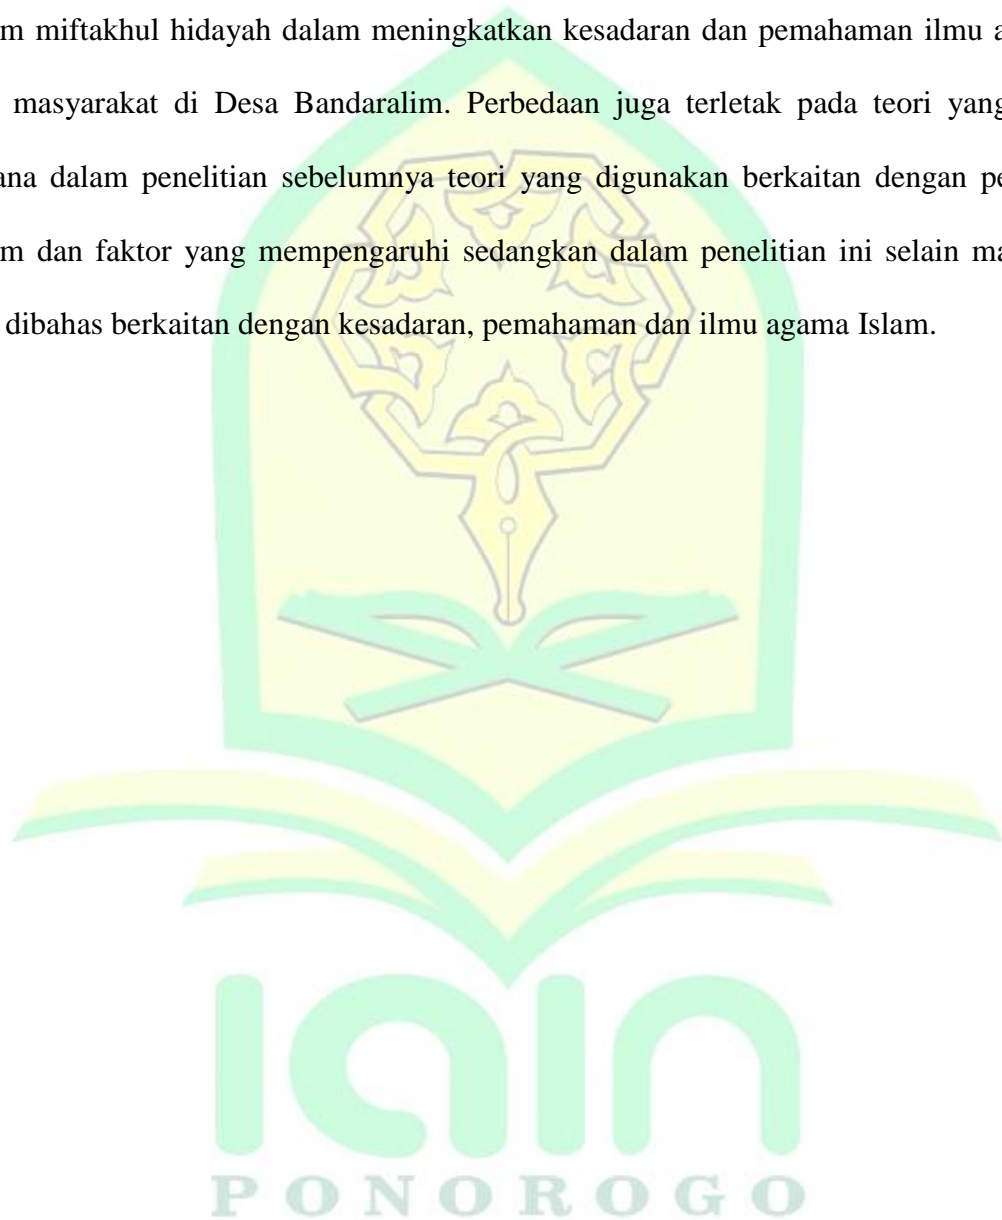 m miftakhul hidayah dalam meningkatkan kesadaran dan pemahaman ilmu a
masyarakat di Desa Bandaralim. Perbedaan juga terletak pada teori yang
ana dalam penelitian sebelumnya teori yang digunakan berkaitan dengan pe
m dan faktor yang mempengaruhi sedangkan dalam penelitian ini selain ma
dibahas berkaitan dengan kesadaran, pemahaman dan ilmu agama Islam.
iain
PONOROGO